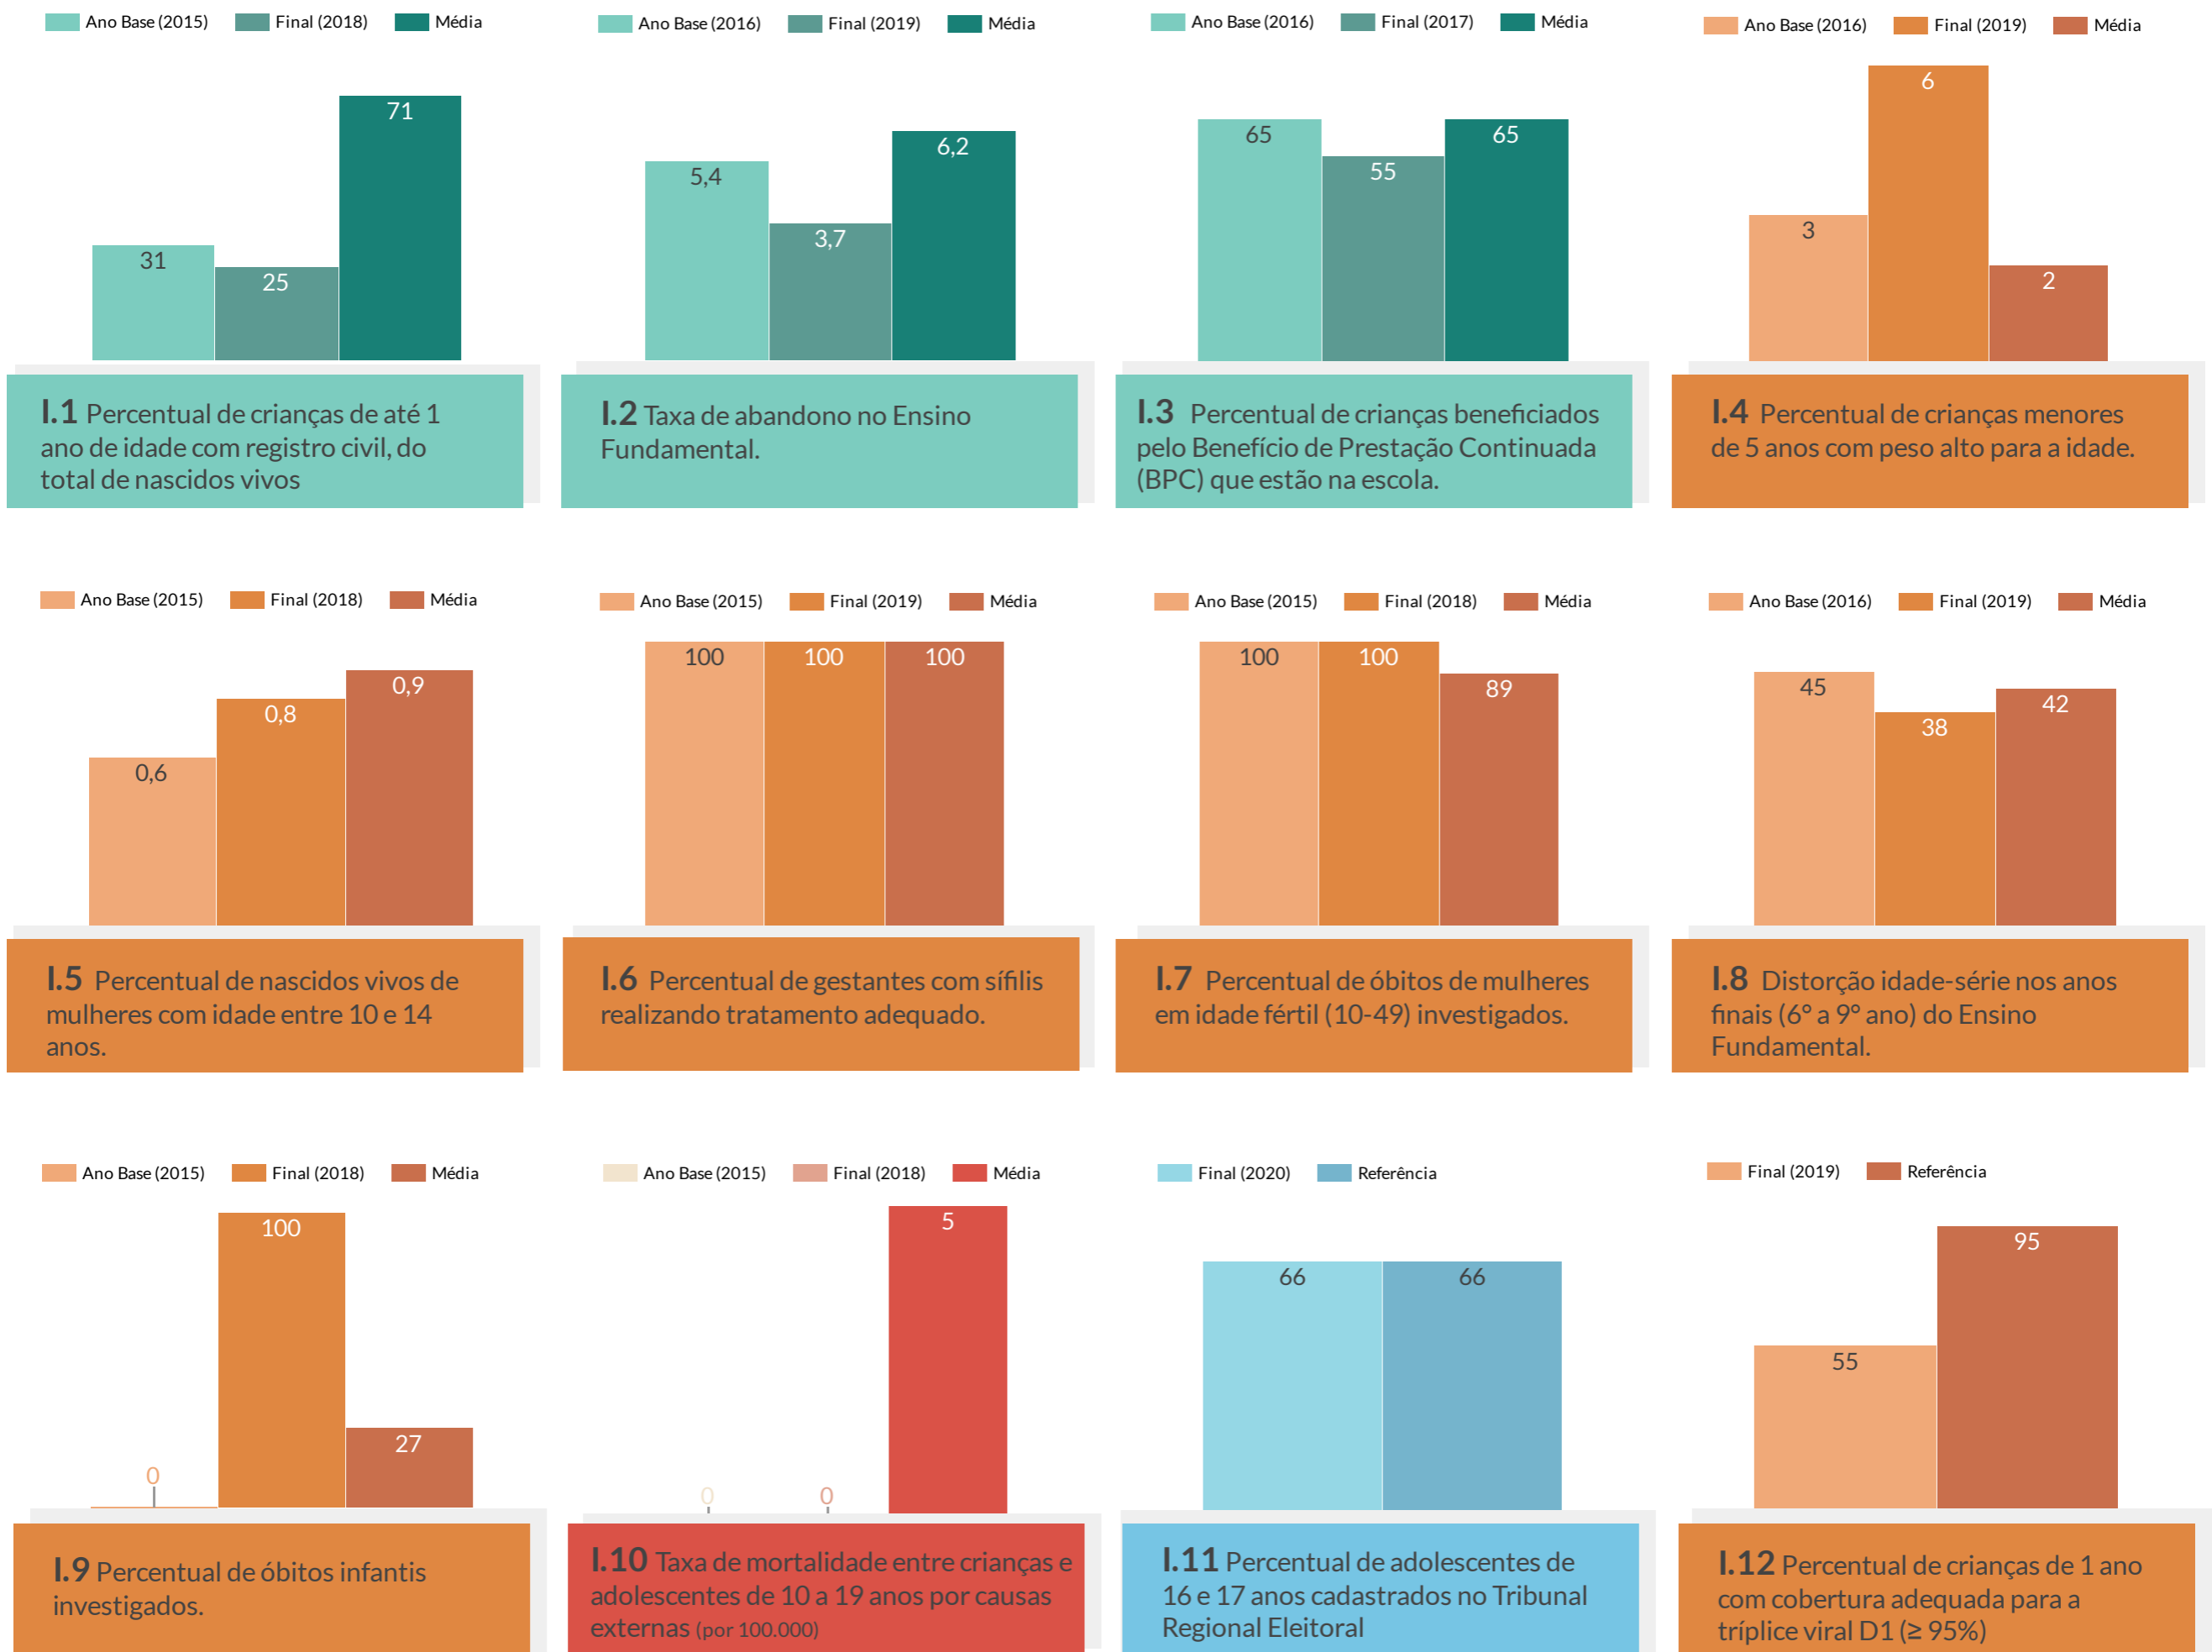 Ano Base (2015) Final (2018) Média
71
31
25
I.1 Percentual de crianças de até 1
ano de idade com registro civil, do
total de nascidos vivos
Ano Base (2016) Final (2019) Média
6,2
5,4
3,7
I.2 Taxa de abandono no Ensino
Fundamental.
Ano Base (2016) Final (2017) Média
65 65
55
I.3 Percentual de crianças beneficiados
pelo Benefício de Prestação Continuada
(BPC) que estão na escola.
Ano Base (2016) Final (2019) Média
6
3
2
I.4 Percentual de crianças menores
de 5 anos com peso alto para a idade.
Ano Base (2015) Final (2018) Média
0,9
0,8
0,6
I.5 Percentual de nascidos vivos de
mulheres com idade entre 10 e 14
anos.
Ano Base (2015) Final (2019) Média
100 100 100
I.6 Percentual de gestantes com sífilis
realizando tratamento adequado.
Ano Base (2015) Final (2018) Média
100 100
89
I.7 Percentual de óbitos de mulheres
em idade fértil (10-49) investigados.
Ano Base (2016) Final (2019) Média
45
42
38
I.8 Distorção idade-série nos anos
finais (6° a 9° ano) do Ensino
Fundamental.
Ano Base (2015) Final (2018) Média
100
27
0
I.9 Percentual de óbitos infantis
investigados.
Ano Base (2015) Final (2018) Média
5
0 0
I.10 Taxa de mortalidade entre crianças e
adolescentes de 10 a 19 anos por causas
externas (por 100.000)
Final (2020) Referência
66 66
I.11 Percentual de adolescentes de
16 e 17 anos cadastrados no Tribunal
Regional Eleitoral
Final (2019) Referência
95
55
I.12 Percentual de crianças de 1 ano
com cobertura adequada para a
tríplice viral D1 (≥ 95%)